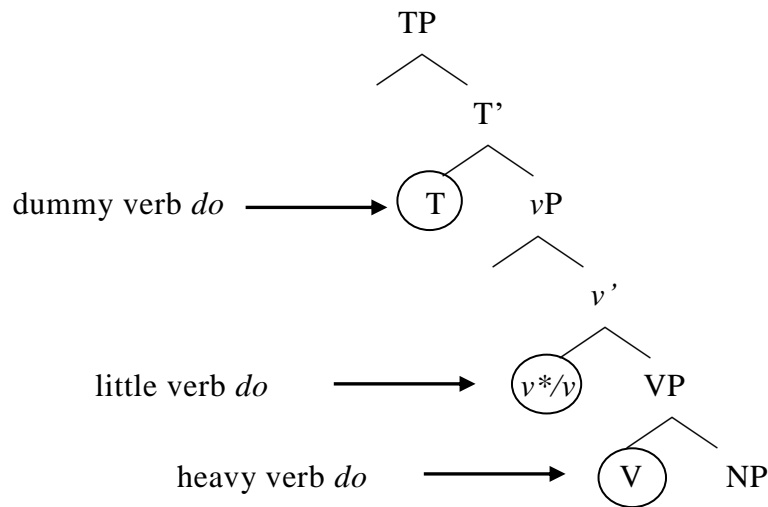 TP
T’
dummy verb do T vP
v’
little verb do v*/v VP
heavy verb do V NP